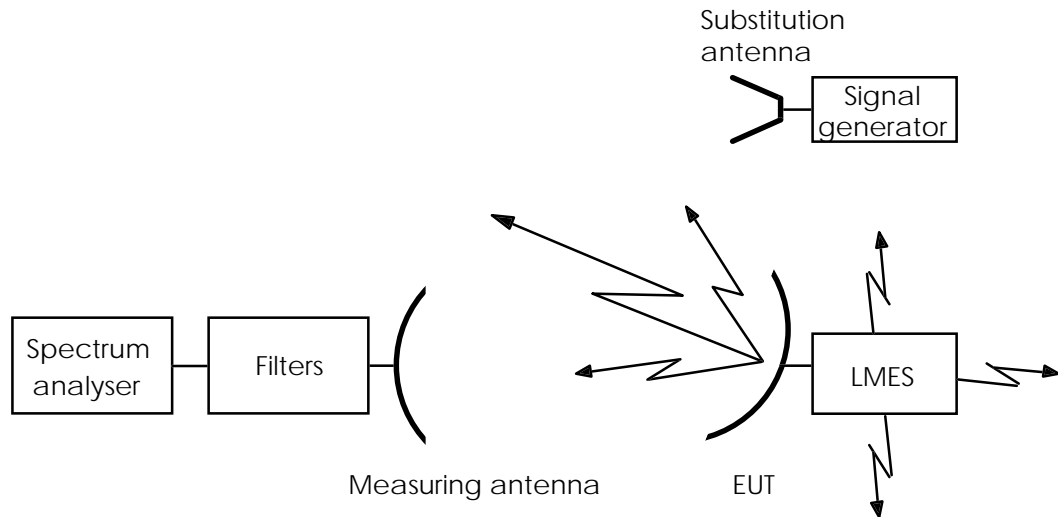 Substitution
antenna
Signal
generator
Spectrum
analyser
Filters
LMES
Measuring antenna
EUT